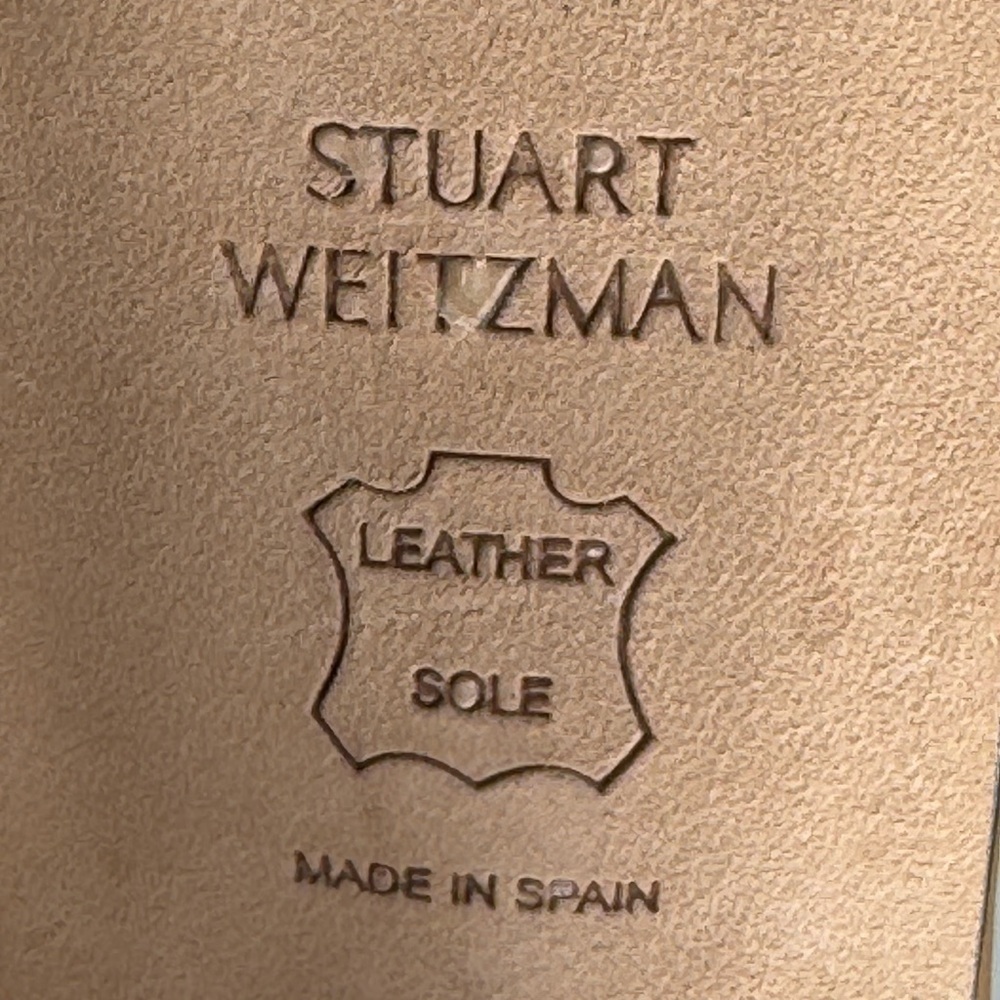 STUART
WEITZMAN
LEATHER
SOLE
MADE IN SPAIN